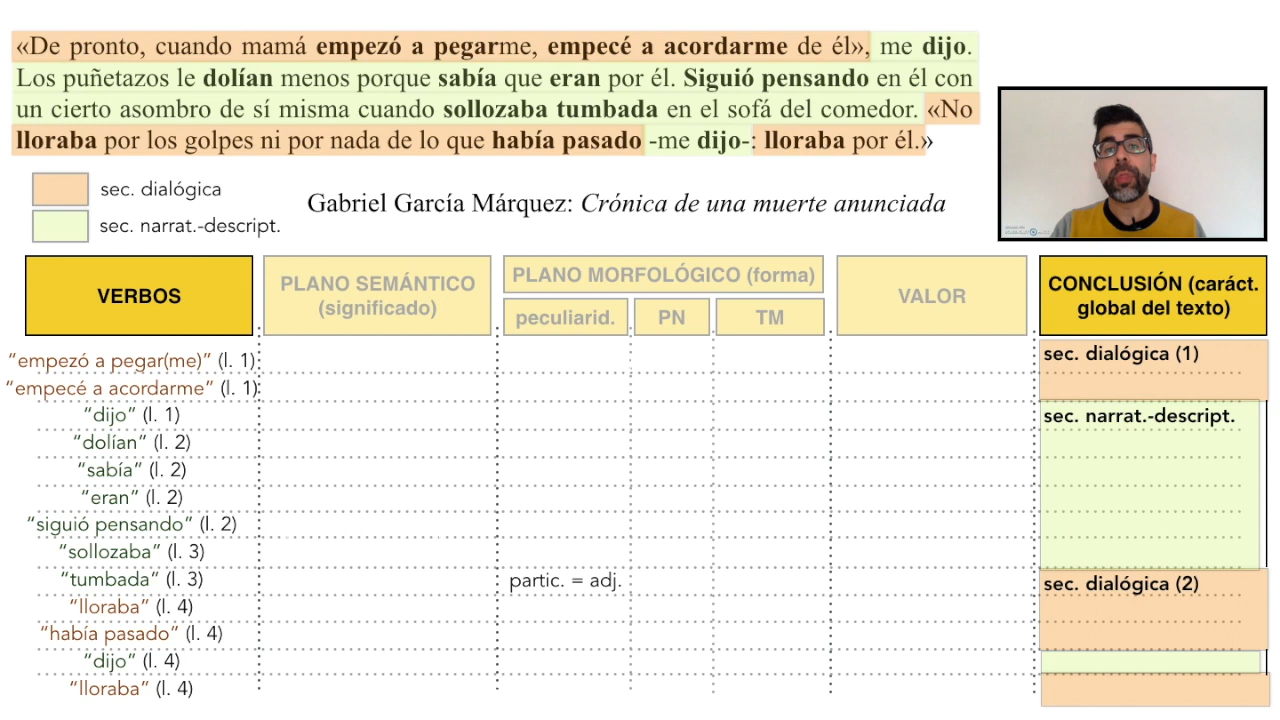 «De pronto, cuando mamá empezó a pegarme, empecé a acordarme de él», me dijo.
Los puñetazos le dolían menos porque sabía que eran por él. Siguió pensando en él con
un cierto asombro de sí misma cuando sollozaba tumbada en el sofá del comedor. «No
lloraba por los golpes ni por nada de lo que había pasado -me dijo-: lloraba por él.»
sec. dialógica
sec. narrat.-descript.
Gabriel García Márquez: Crónica de una muerte anunciada
VERBOS
PLANO SEMÁNTICO
(significado)
PLANO MORFOLÓGICO (forma)
peculiarid.
PN
TM
VALOR
CONCLUSIÓN (caráct.
global del texto)
"empezó a pegar(me)" (l. 1)
"empecé a acordarme" (l. 1)
"dijo" (l. 1)
"dolían" (l. 2)
"sabía" (l. 2)
"eran" (l. 2)
"siguió pensando" (l. 2)
"sollozaba" (l. 3)
"tumbada" (l. 3)
partic. = adj.
"lloraba" (l. 4)
"había pasado" (l. 4)
"dijo" (l. 4)
"lloraba" (l. 4)
sec. dialógica (1)
sec. narrat.-descript.
sec. dialógica (2)